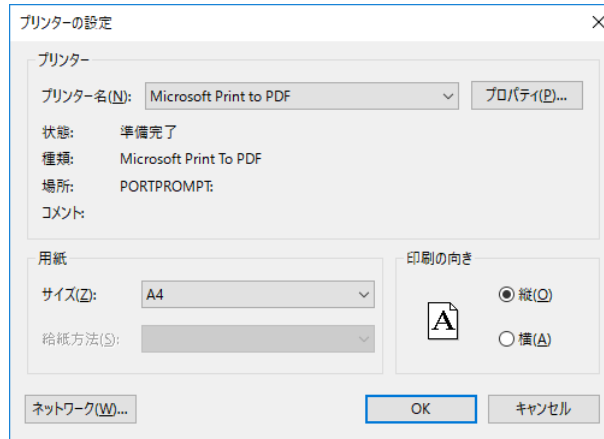 プリンターの設定
プリンター
プリンター名(N): Microsoft Print to PDF プロパティ(P)...
状態: 準備完了
種類: Microsoft Print To PDF
場所: PORTPROMPT:
コメント:
用紙
サイズ(Z): A4
給紙方法(S):
印刷の向き
A
縦(O)
横(A)
ネットワーク(W)... OK キャンセル